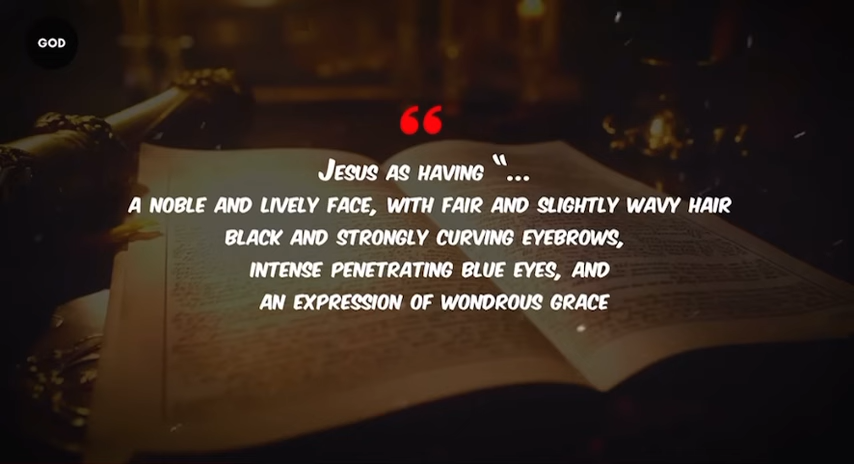 GOD
“
JESUS AS HAVING “...
A NOBLE AND LIVELY FACE, WITH FAIR AND SLIGHTLY WAVY HAIR
BLACK AND STRONGLY CURVING EYEBROWS,
INTENSE PENETRATING BLUE EYES, AND
AN EXPRESSION OF WONDROUS GRACE